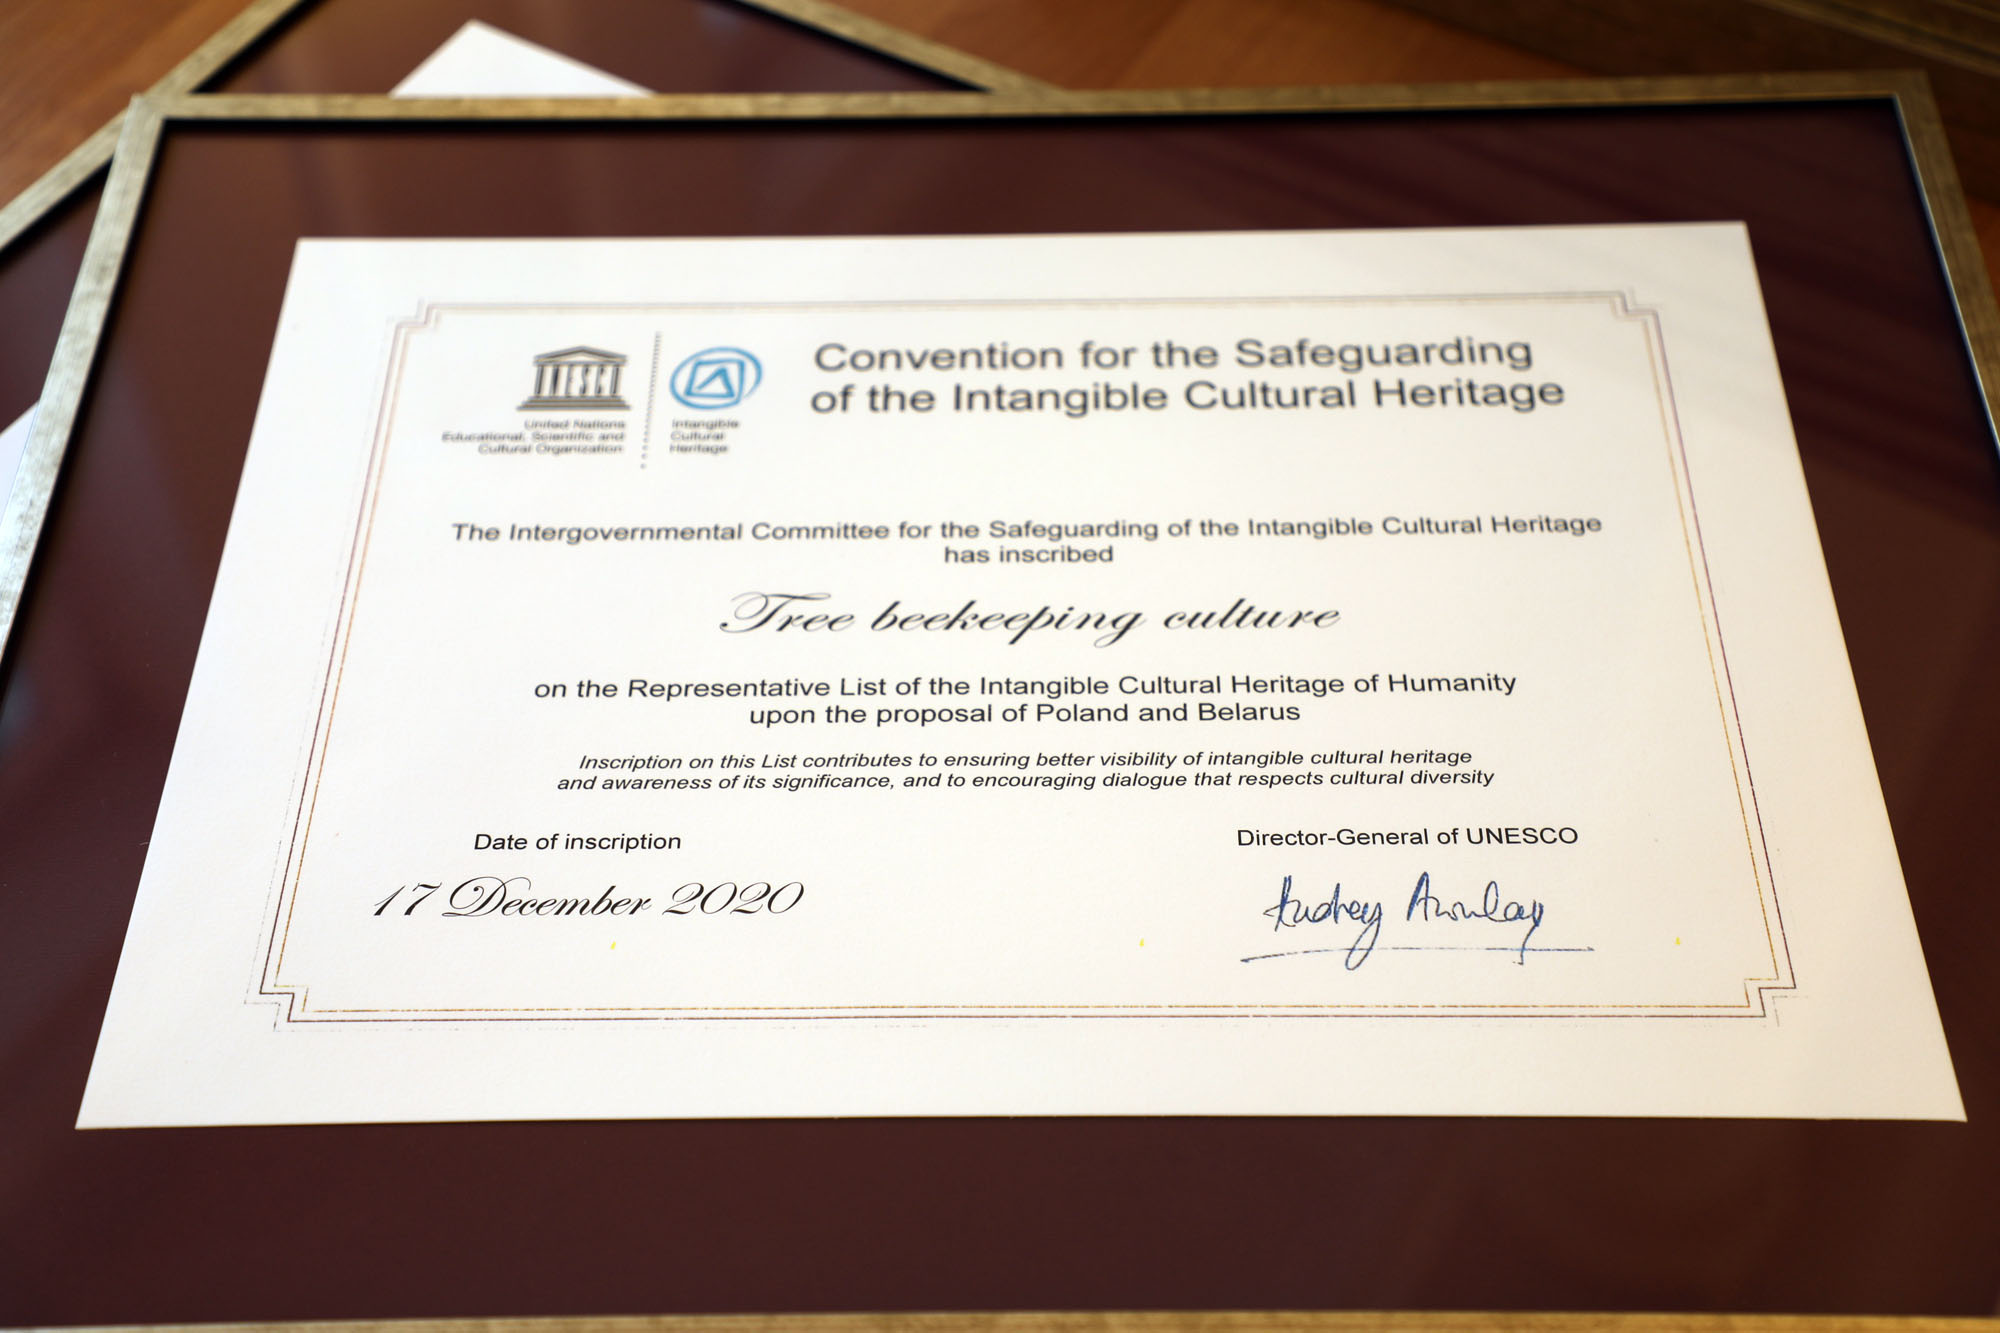 UNESCO
United Nations
Educational, Scientific and
Cultural Organization
Intangible
Cultural
Heritage
Convention for the Safeguarding
of the Intangible Cultural Heritage
The Intergovernmental Committee for the Safeguarding of the Intangible Cultural Heritage
has inscribed
Tree beekeeping culture
on the Representative List of the Intangible Cultural Heritage of Humanity
upon the proposal of Poland and Belarus
Inscription on this List contributes to ensuring better visibility of intangible cultural heritage
and awareness of its significance, and to encouraging dialogue that respects cultural diversity
Date of inscription
17 December 2020
Director-General of UNESCO
Audrey Azoulay